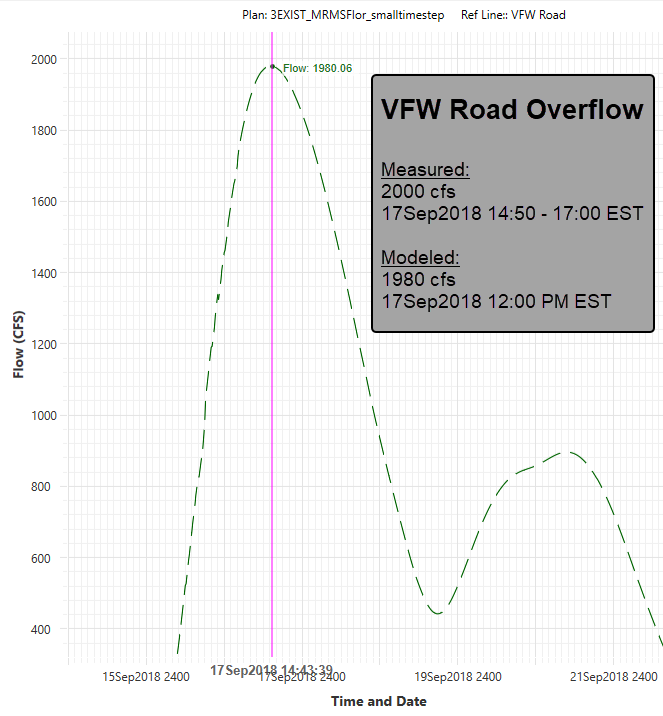 Plan: 3EXIST_MRMSFlor_smalltimestep Ref Line:: VFW Road
2000
1800
1600
1400
1200
1000
800
600
400
Flow (CFS)
Flow: 1980.06
VFW Road Overflow
Measured:
2000 cfs
17Sep2018 14:50 - 17:00 EST
Modeled:
1980 cfs
17Sep2018 12:00 PM EST
17Sep2018 14:43:39
15Sep2018 2400
17Sep2018 2400
19Sep2018 2400
21Sep2018 2400
Time and Date